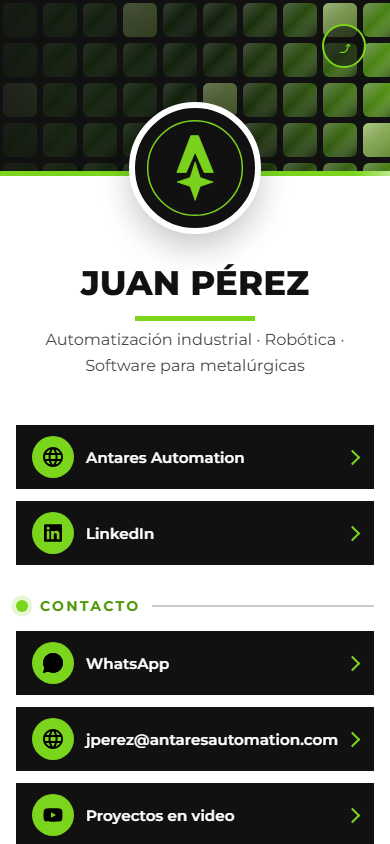 JUAN PÉREZ
Automatización industrial · Robótica ·
Software para metalúrgicas
Antares Automation
LinkedIn
CONTACTO
WhatsApp
jperez@antaresautomation.com
Proyectos en video